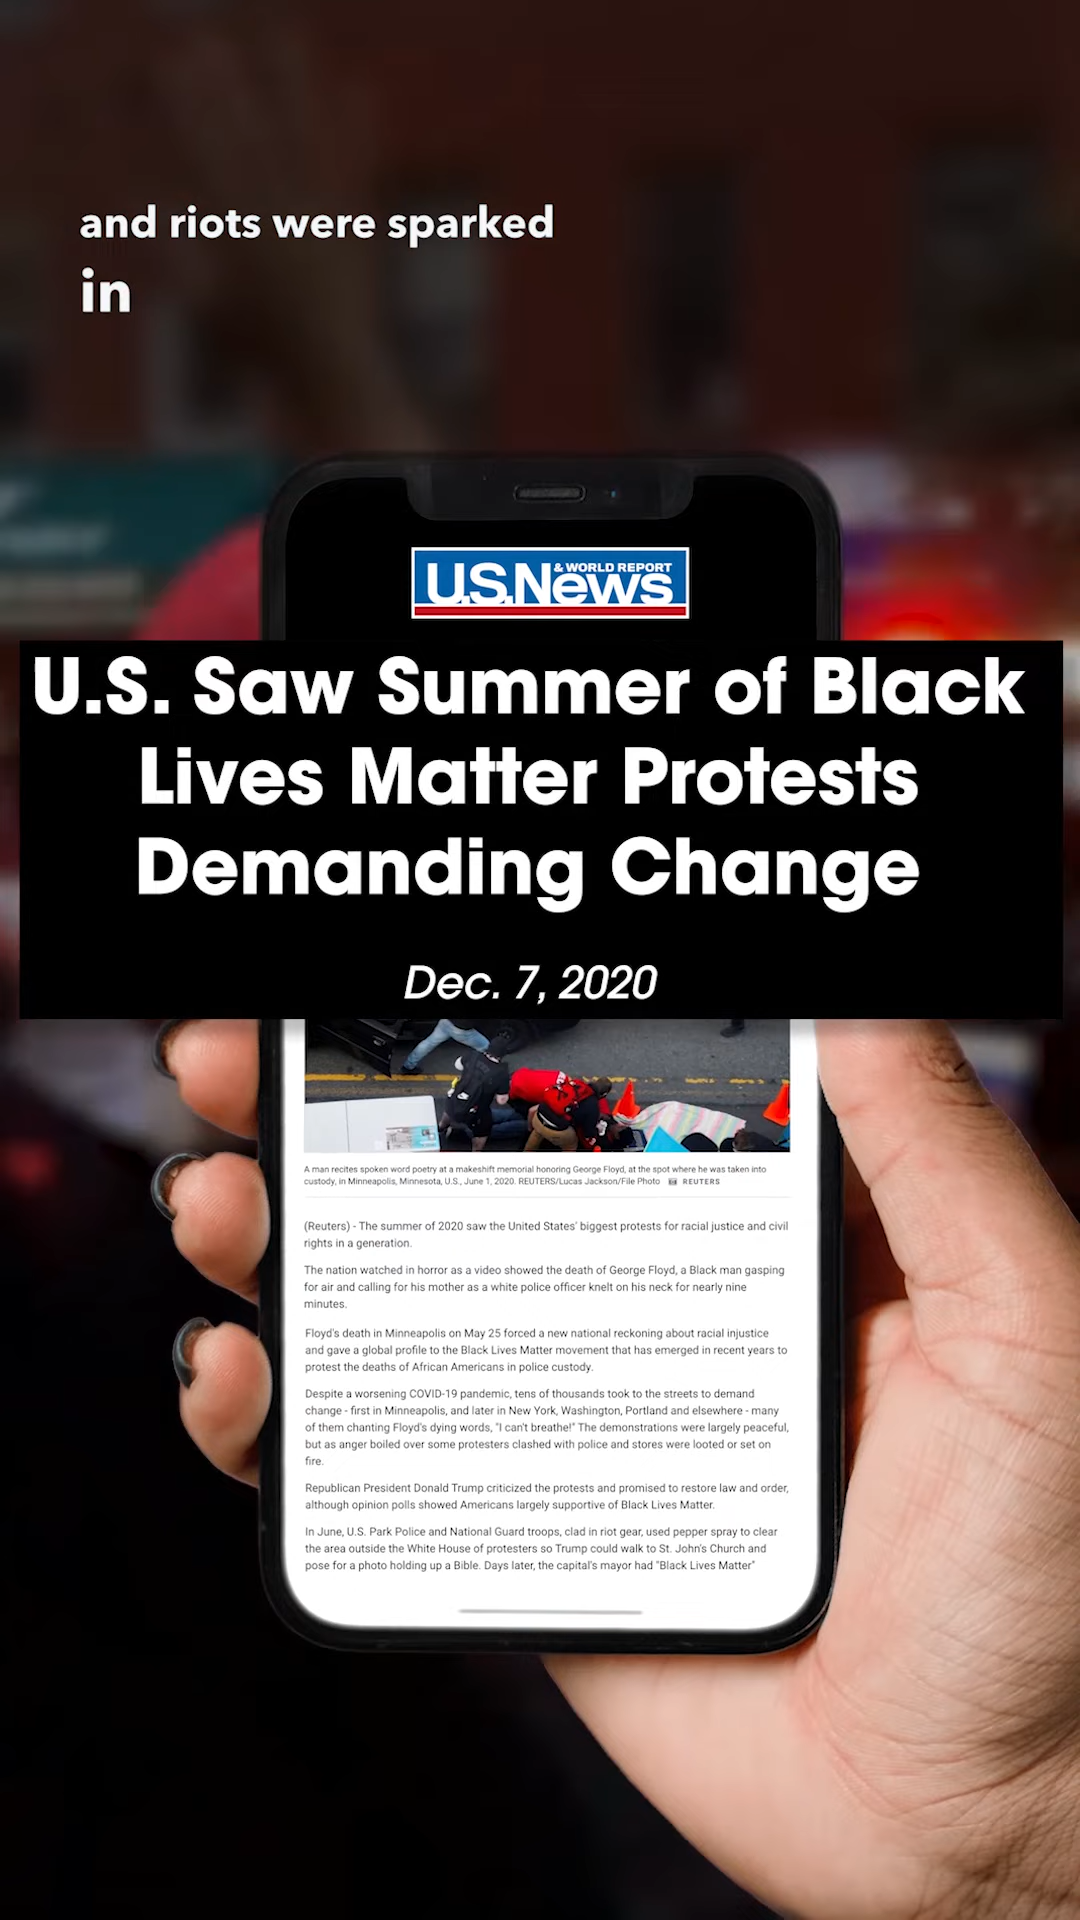 and riots were sparked
in
U.S.News
& WORLD REPORT
U.S. Saw Summer of Black
Lives Matter Protests
Demanding Change
Dec. 7, 2020
A man recites spoken word poetry at a makeshift memorial honoring George Floyd, at the spot where he was taken into
custody, in Minneapolis, Minnesota, U.S., June 1, 2020. REUTERS/Lucas Jackson/File Photo REUTERS
(Reuters) - The summer of 2020 saw the United States' biggest protests for racial justice and civil
rights in a generation.
The nation watched in horror as a video showed the death of George Floyd, a Black man gasping
for air and calling for his mother as a white police officer knelt on his neck for nearly nine
minutes.
Floyd's death in Minneapolis on May 25 forced a new national reckoning about racial injustice
and gave a global profile to the Black Lives Matter movement that has emerged in recent years to
protest the deaths of African Americans in police custody.
Despite a worsening COVID-19 pandemic, tens of thousands took to the streets to demand
change - first in Minneapolis, and later in New York, Washington, Portland and elsewhere - many
of them chanting Floyd's dying words, "I can't breathe!" The demonstrations were largely peaceful,
but as anger boiled over some protesters clashed with police and stores were looted or set on
fire.
Republican President Donald Trump criticized the protests and promised to restore law and order,
although opinion polls showed Americans largely supportive of Black Lives Matter.
In June, U.S. Park Police and National Guard troops, clad in riot gear, used pepper spray to clear
the area outside the White House of protesters so Trump could walk to St. John's Church and
pose for a photo holding up a Bible. Days later, the capital's mayor had "Black Lives Matter"